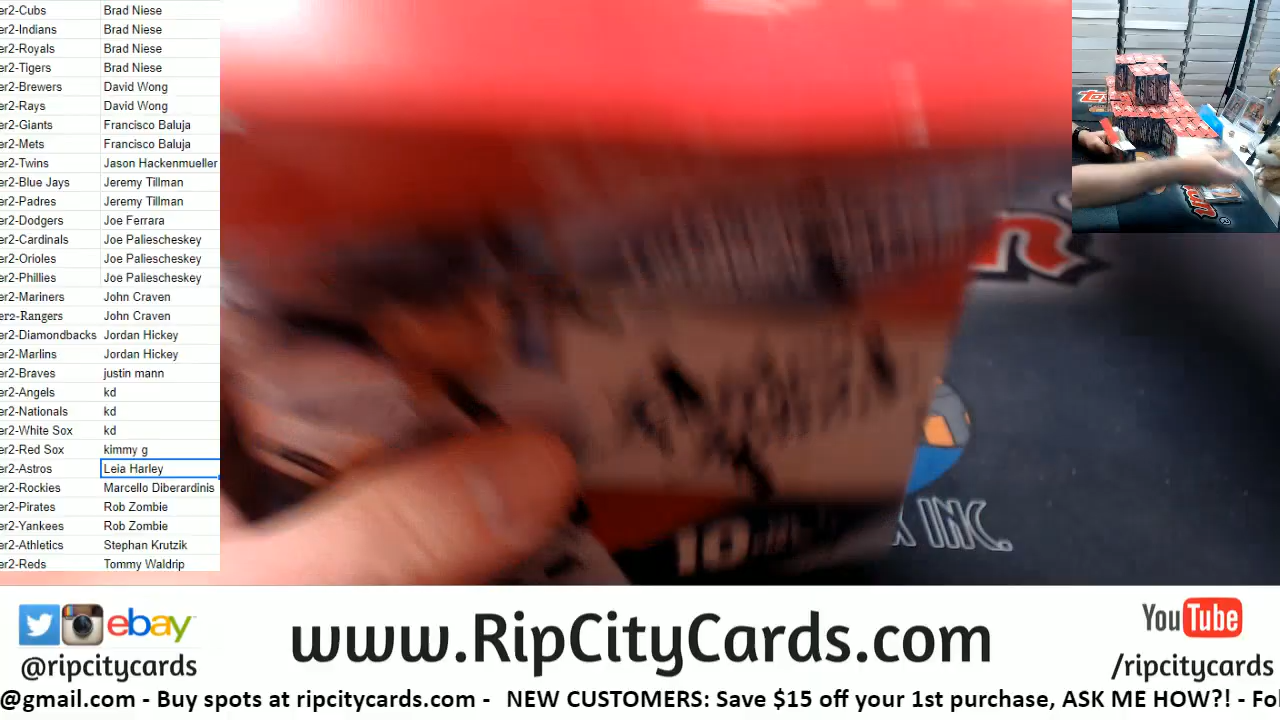 er2-Cubs Brad Niese
er2-Indians Brad Niese
er2-Royals Brad Niese
er2-Tigers Brad Niese
er2-Brewers David Wong
er2-Rays David Wong
er2-Giants Francisco Baluja
er2-Mets Francisco Baluja
er2-Twins Jason Hackenmueller
er2-Blue Jays Jeremy Tillman
er2-Padres Jeremy Tillman
er2-Dodgers Joe Ferrara
er2-Cardinals Joe Paliescheskey
er2-Orioles Joe Paliescheskey
er2-Phillies Joe Paliescheskey
er2-Mariners John Craven
er2-Rangers John Craven
er2-Diamondbacks Jordan Hickey
er2-Marlins Jordan Hickey
er2-Braves justin mann
er2-Angels kd
er2-Nationals kd
er2-White Sox kd
er2-Red Sox kimmy g
er2-Astros Leia Harley
er2-Rockies Marcello Diberardinis
er2-Pirates Rob Zombie
er2-Yankees Rob Zombie
er2-Athletics Stephan Krutzik
er2-Reds Tommy Waldrip
10
INC.
ebay
@ripcitycards
www.RipCityCards.com
YouTube
/ripcitycards
@gmail.com - Buy spots at ripcitycards.com - NEW CUSTOMERS: Save $15 off your 1st purchase, ASK ME HOW?! - Fol